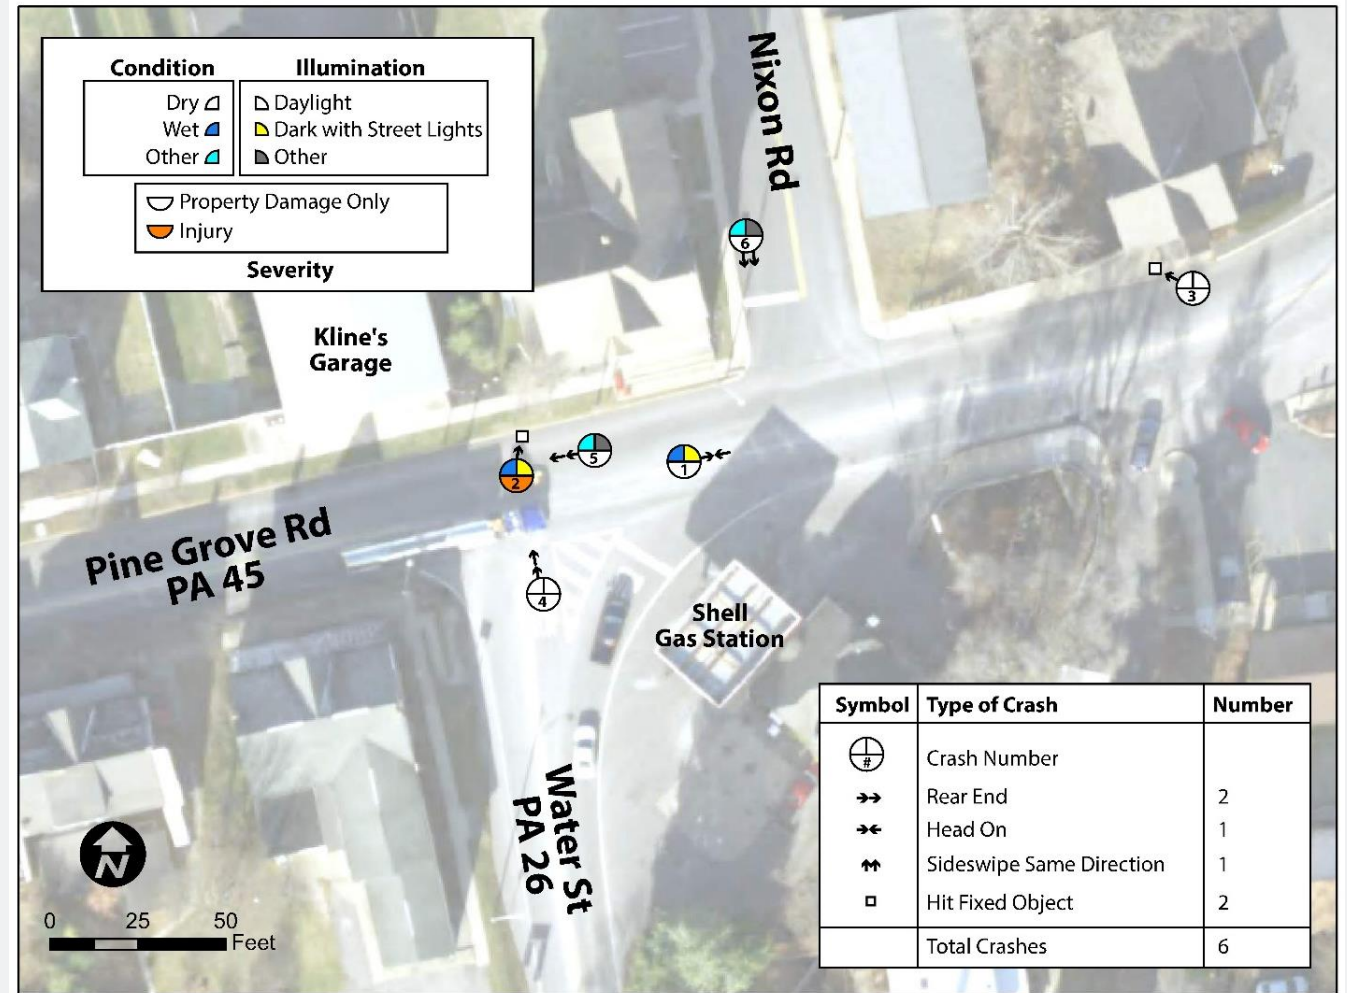 Condition
Illumination
Dry
Daylight
Wet
Dark with Street Lights
Other
Other
Property Damage Only
Injury
Severity
Nixon Rd
6
3
Kline's
Garage
5
1
2
Pine Grove Rd
PA 45
4
Shell
Gas Station
Water St
PA 26
N
0 25 50
Feet
Symbol Type of Crash Number
# Crash Number
Rear End 2
Head On 1
Sideswipe Same Direction 1
Hit Fixed Object 2
Total Crashes 6